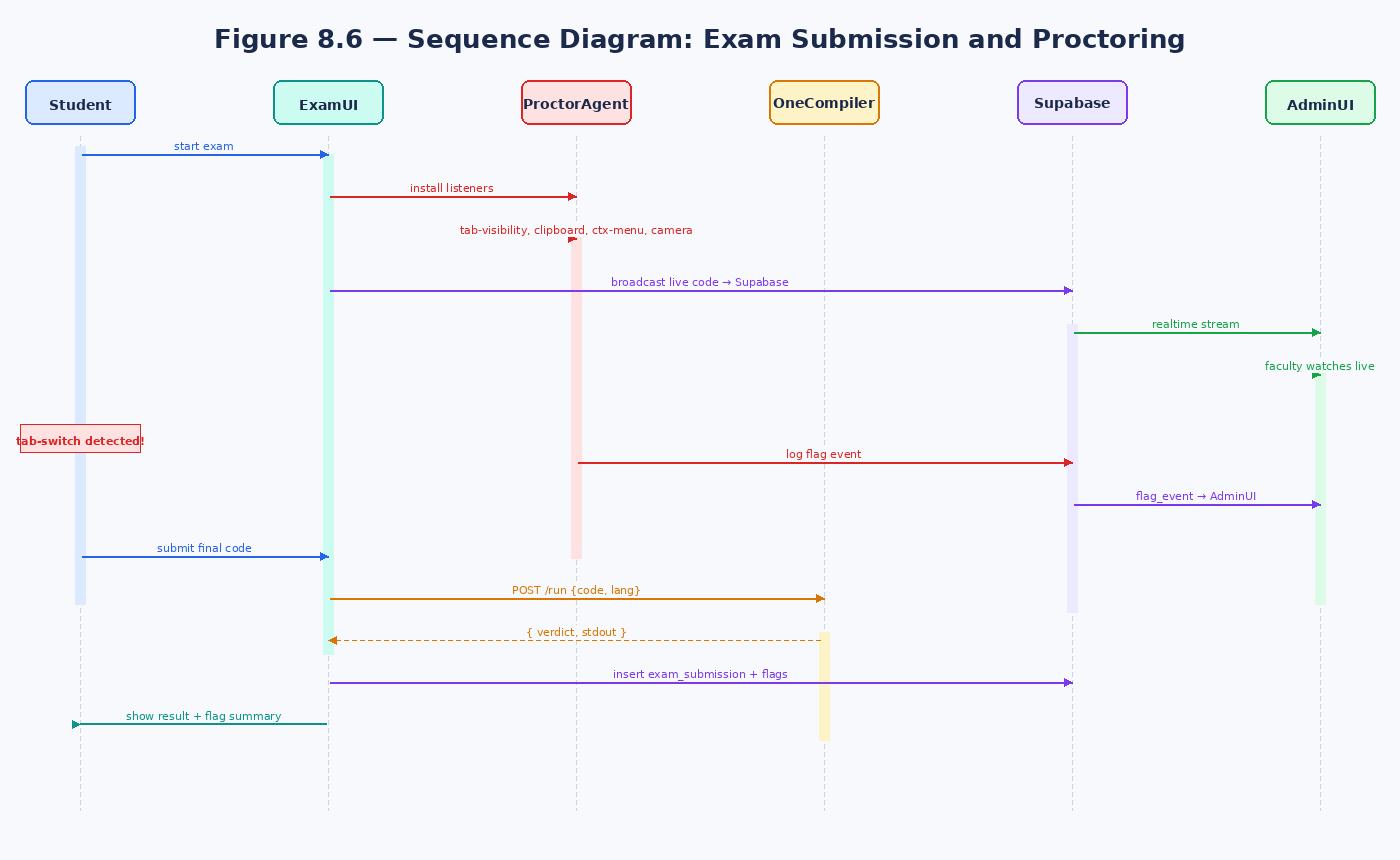 Figure 8.6 — Sequence Diagram: Exam Submission and Proctoring
Student
ExamUI
ProctorAgent
OneCompiler
Supabase
AdminUI
start exam
install listeners
tab-visibility, clipboard, ctx-menu, camera
broadcast live code → Supabase
realtime stream
faculty watches live
tab-switch detected!
log flag event
flag_event → AdminUI
submit final code
POST /run {code, lang}
{ verdict, stdout }
insert exam_submission + flags
show result + flag summary